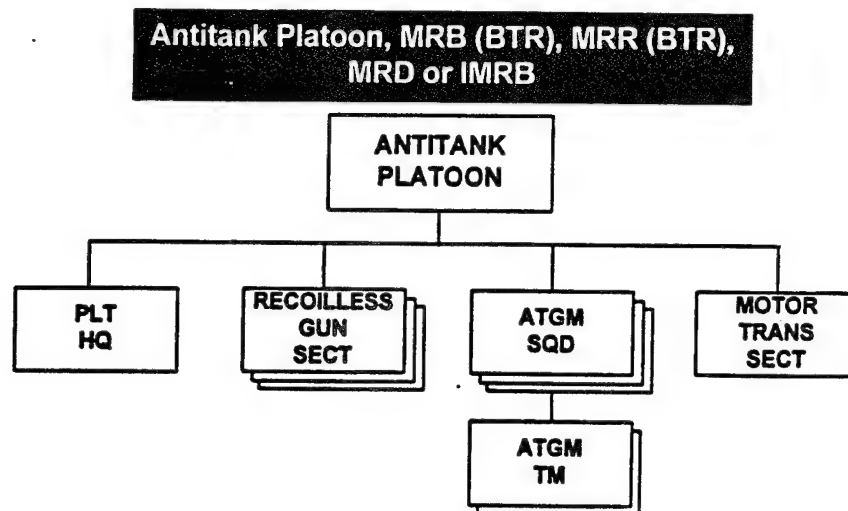 Antitank Platoon, MRB (BTR), MRR (BTR),
MRD or IMRB
ANTITANK
PLATOON
PLT
HQ
RECOILLESS
GUN
SECT
ATGM
SQD
MOTOR
TRANS
SECT
ATGM
TM